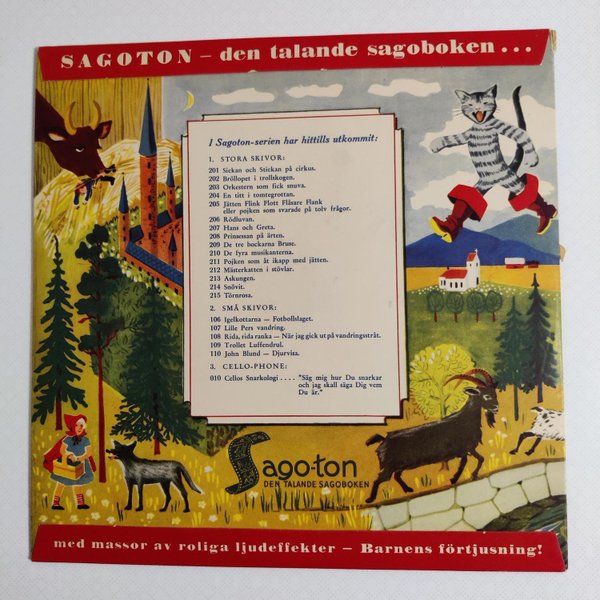 SAGOTON — den talande sagoboken...
I Sagoton-serien har hittills utkommit:
1. STORA SKIVOR:
201 Sickan och Stickan på cirkus.
202 Bröllopet i trollskogen.
203 Orkestern som fick snuva.
204 En titt i tomtegrottan.
205 Jätten Flink Flott Flåsare Flank
eller pojken som svarade på tolv frågor.
206 Rödluvan.
207 Hans och Greta.
208 Prinsessan på ärten.
209 De tre bockarna Bruse.
210 De fyra musikanterna.
211 Pojken som åt ikapp med jätten.
212 Mästerkatten i stövlar.
213 Askungen.
214 Snövit.
215 Törnrosa.
2. SMÅ SKIVOR:
106 Igelkottarna — Fotbollslaget.
107 Lille Pers vandring.
108 Rida, rida ranka — När jag gick ut på vandringsstråt.
109 Trollet Luffendrul.
110 John Blund — Djurvisa.
3. CELLO-PHONE:
010 Cellos Snarkologi .... "Säg mig hur Du snarkar
och jag skall säga Dig vem
Du är."
Sago-ton
DEN TALANDE SAGOBOKEN
med massor av roliga ljudeffekter — Barnens förtjusning!